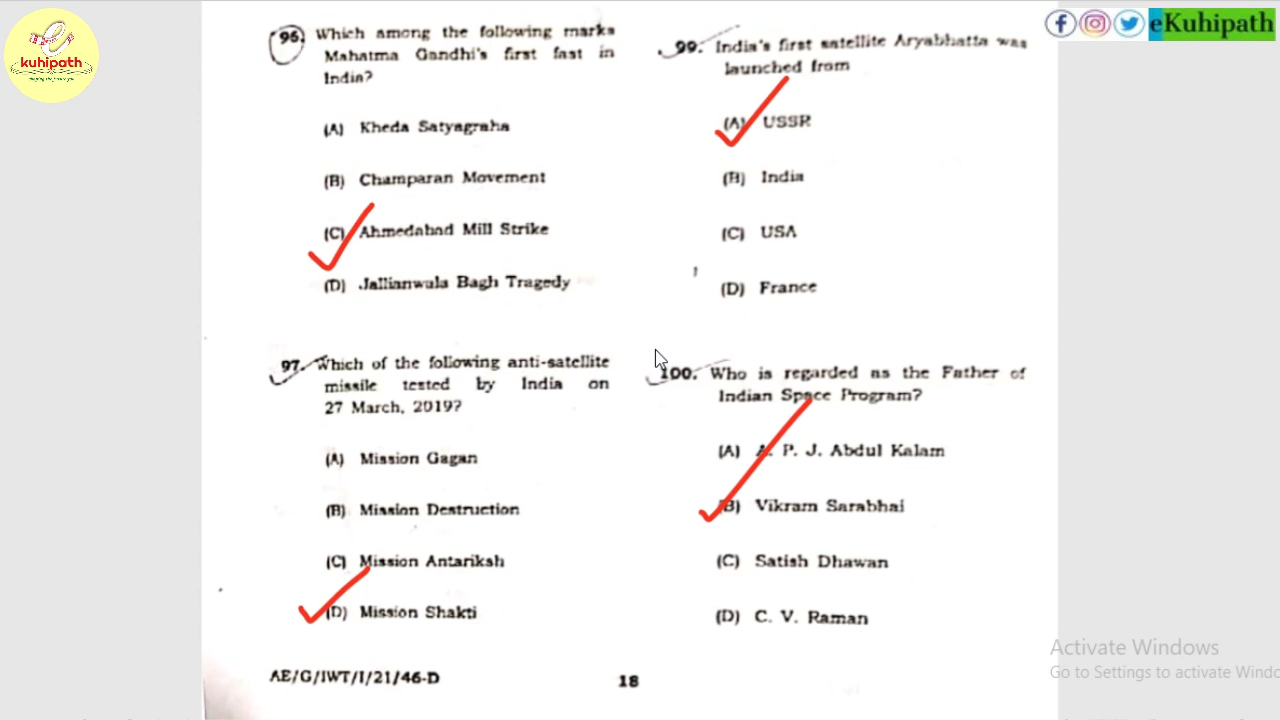 kuhipath
eKuhipath
96. Which among the following marks
Mahatma Gandhi's first fast in
India?
(A) Kheda Satyagraha
(B) Champaran Movement
(C) Ahmedabad Mill Strike
(D) Jallianwala Bagh Tragedy
97. Which of the following anti-satellite
missile tested by India on
27 March, 2019?
(A) Mission Gagan
(B) Mission Destruction
(C) Mission Antariksh
(D) Mission Shakti
99. India's first satellite Aryabhatta was
launched from
(A) USSR
(B) India
(C) USA
(D) France
100. Who is regarded as the Father of
Indian Space Program?
(A) A. P. J. Abdul Kalam
(B) Vikram Sarabhai
(C) Satish Dhawan
(D) C. V. Raman
AE/G/IWT/I/21/46-D
18
Activate Windows
Go to Settings to activate Windo